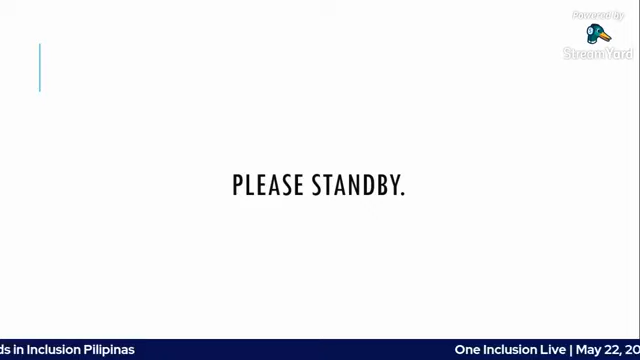 Powered by
StreamYard
PLEASE STANDBY.
ds in Inclusion Pilipinas
One Inclusion Live | May 22, 20